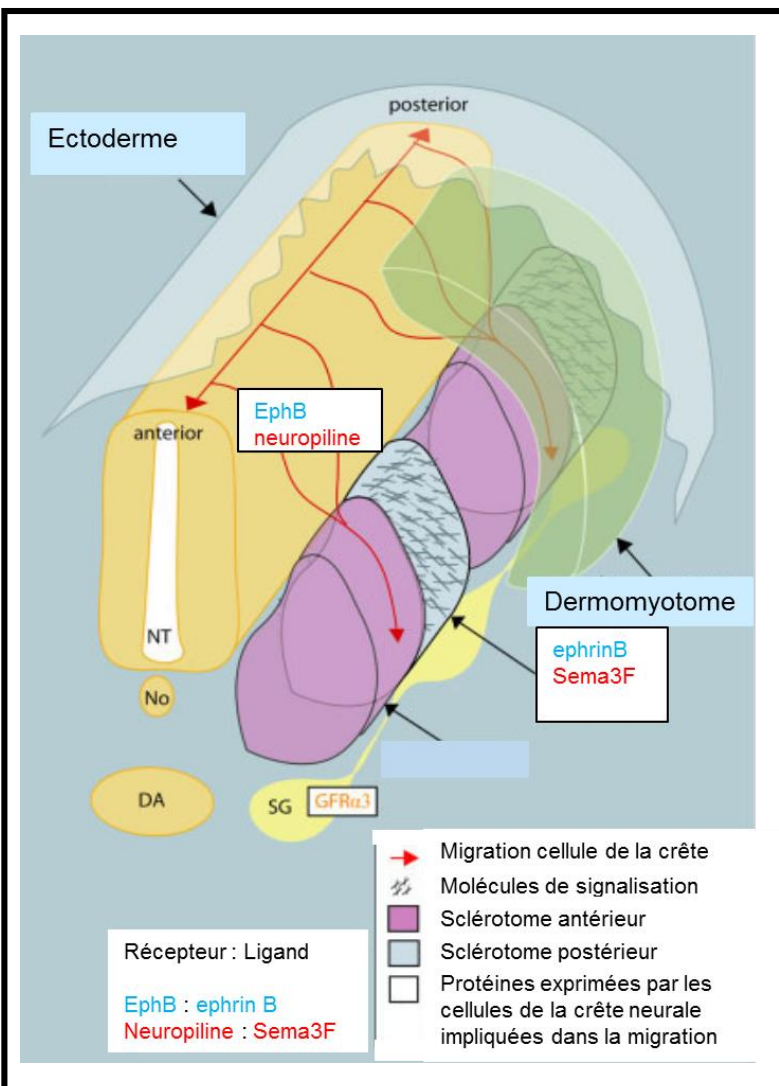 posterior
Ectoderme
EphB
neuropiline
anterior
Dermomyotome
NT
ephrinB
Sema3F
No
DA
SG
GFRα3
Migration cellule de la crête
Molécules de signalisation
Sclérotome antérieur
Sclérotome postérieur
Protéines exprimées par les
cellules de la crête neurale
impliquées dans la migration
Récepteur : Ligand
EphB : ephrin B
Neuropiline : Sema3F